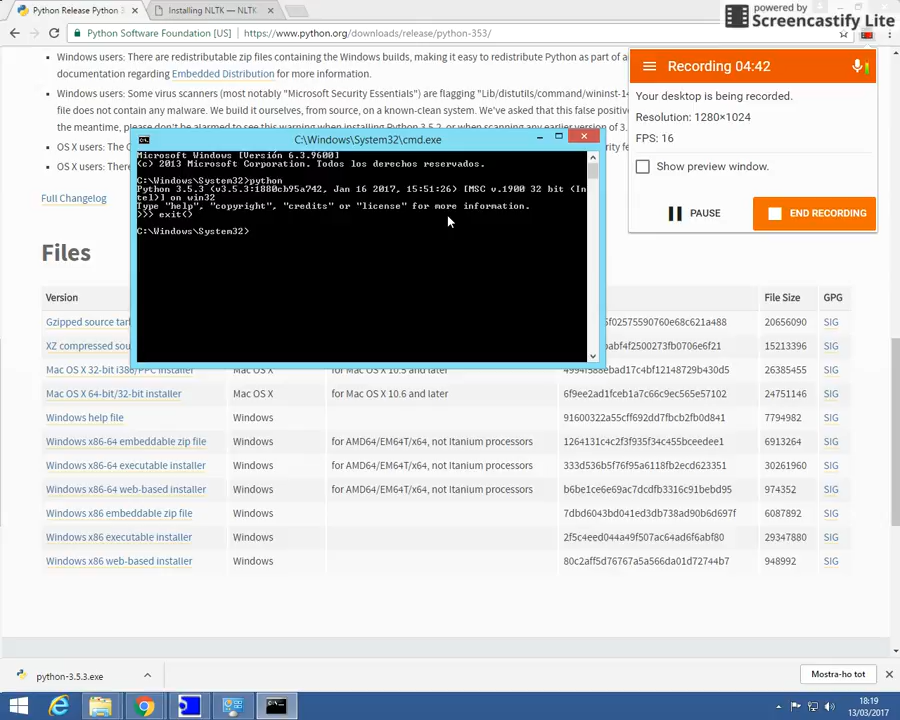 Python Release Python 3
Installing NLTK — NLTK
powered by
Screencastify Lite
Python Software Foundation [US]
https://www.python.org/downloads/release/python-353/
Windows users: There are redistributable zip files containing the Windows builds, making it easy to redistribute Python as part of
documentation regarding Embedded Distribution for more information.
Windows users: Some virus scanners (most notably "Microsoft Security Essentials") are flagging "Lib/distutils/command/wininst-14
file does not contain any malware. We build it ourselves, from source, on a known-clean system. We've asked that this false
the meantime, please don't be alarmed to see this warning when installing Python 3.5.2
OS X users:
OS X users: There
Full Changelog
Recording 04:42
Your desktop is being recorded.
Resolution: 1280×1024
FPS: 16
Show preview window.
PAUSE
END RECORDING
C:\Windows\System32\cmd.exe
Microsoft Windows [Versión 6.3.9600]
(c) 2013 Microsoft Corporation. Todos los derechos reservados.
C:\Windows\System32>python
Python 3.5.3 (v3.5.3:1880cb95a742, Jan 16 2017, 15:51:26) [MSC v.1900 32 bit (In
tel)] on win32
Type "help", "copyright", "credits" or "license" for more information.
>>> exit()
C:\Windows\System32>
Files
Version
File Size
GPG
Gzipped source tar
5f02575590760e68c621a488
20656090
SIG
XZ compressed sou
babf4f2500273fb0706e6f21
15213396
SIG
Mac OS X 32-bit i386/PPC installer
Mac OS X
for Mac OS X 10.5 and later
4994f588ebad17c4bf12148729b430d5
26385455
SIG
Mac OS X 64-bit/32-bit installer
Mac OS X
for Mac OS X 10.6 and later
6f9ee2ad1fceb1a7c66c9ec565e57102
24751146
SIG
Windows help file
Windows
91600322a55cff692dd7fbcb2fb0d841
7794982
SIG
Windows x86-64 embeddable zip file
Windows
for AMD64/EM64T/x64, not Itanium processors
1264131c4c2f3f935f34c455bceedee1
6913264
SIG
Windows x86-64 executable installer
Windows
for AMD64/EM64T/x64, not Itanium processors
333d536b5f76f95a6118fb2ecd623351
30261960
SIG
Windows x86-64 web-based installer
Windows
for AMD64/EM64T/x64, not Itanium processors
b6be1ce6e69ac7dcdfb3316c91bebd95
974352
SIG
Windows x86 embeddable zip file
Windows
7dbd6043bd041ed3db738ad90b6d697f
6087892
SIG
Windows x86 executable installer
Windows
2f5c4eed044a49f507ac64ad6f6abf80
29347880
SIG
Windows x86 web-based installer
Windows
80c2aff5d76767a5a566da01d72744b7
948992
SIG
python-3.5.3.exe
Mostra-ho tot
18:19
13/03/2017